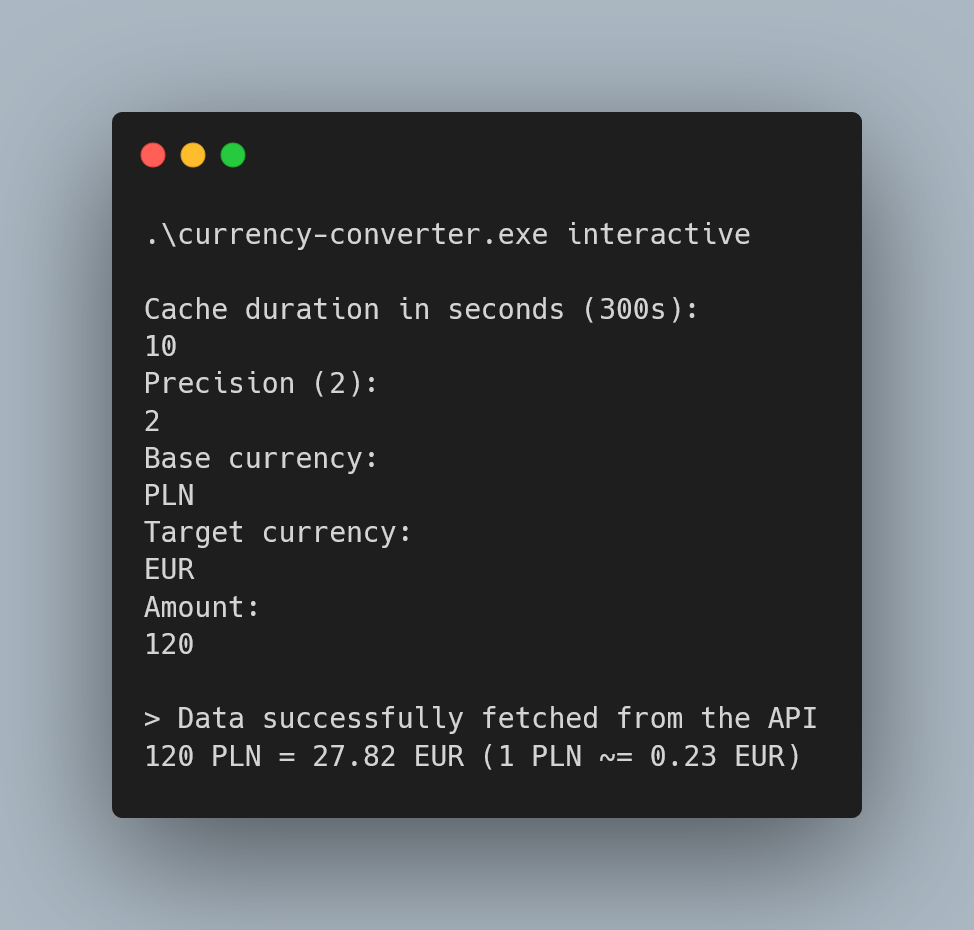 .\currency-converter.exe interactive
Cache duration in seconds (300s):
10
Precision (2):
2
Base currency:
PLN
Target currency:
EUR
Amount:
120
> Data successfully fetched from the API
120 PLN = 27.82 EUR (1 PLN ~= 0.23 EUR)